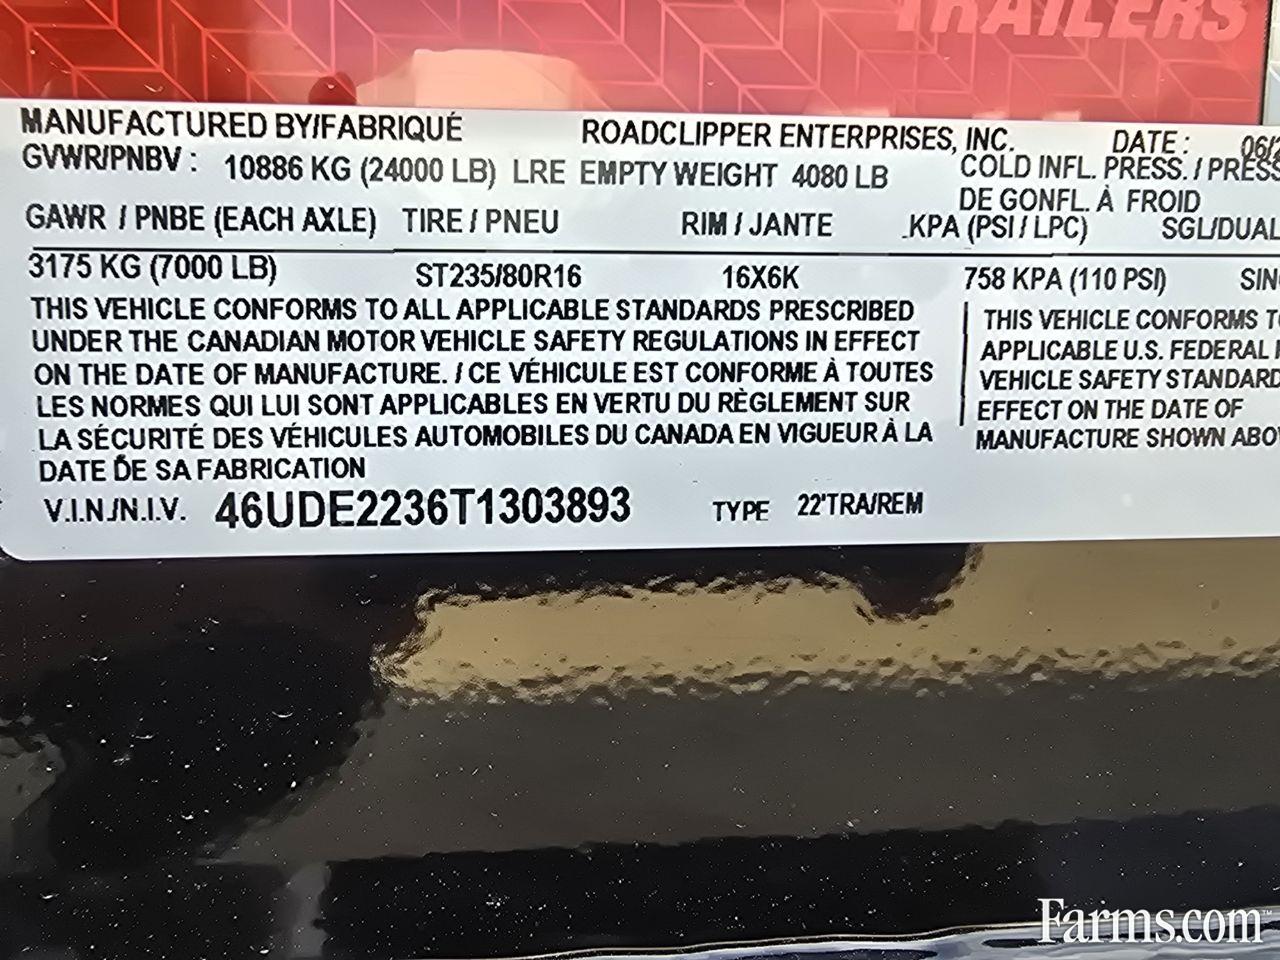 TRAILERS
MANUFACTURED BY/FABRIQUÉ ROADCLIPPER ENTERPRISES, INC. DATE : 06/2
GVWR/PNBV : 10886 KG (24000 LB) LRE EMPTY WEIGHT 4080 LB COLD INFL. PRESS. / PRESS
DE GONFL. À FROID
GAWR / PNBE (EACH AXLE) TIRE / PNEU RIM / JANTE KPA (PSI / LPC) SGL/DUAL
3175 KG (7000 LB) ST235/80R16 16X6K 758 KPA (110 PSI) SIN
THIS VEHICLE CONFORMS TO ALL APPLICABLE STANDARDS PRESCRIBED
UNDER THE CANADIAN MOTOR VEHICLE SAFETY REGULATIONS IN EFFECT
ON THE DATE OF MANUFACTURE. / CE VÉHICULE EST CONFORME À TOUTES
LES NORMES QUI LUI SONT APPLICABLES EN VERTU DU RÈGLEMENT SUR
LA SÉCURITÉ DES VÉHICULES AUTOMOBILES DU CANADA EN VIGUEUR À LA
DATE DE SA FABRICATION
THIS VEHICLE CONFORMS TO
APPLICABLE U.S. FEDERAL
VEHICLE SAFETY STANDARD
EFFECT ON THE DATE OF
MANUFACTURE SHOWN ABO
V.I.N./N.I.V. 46UDE2236T1303893 TYPE 22'TRA/REM
Farms.com